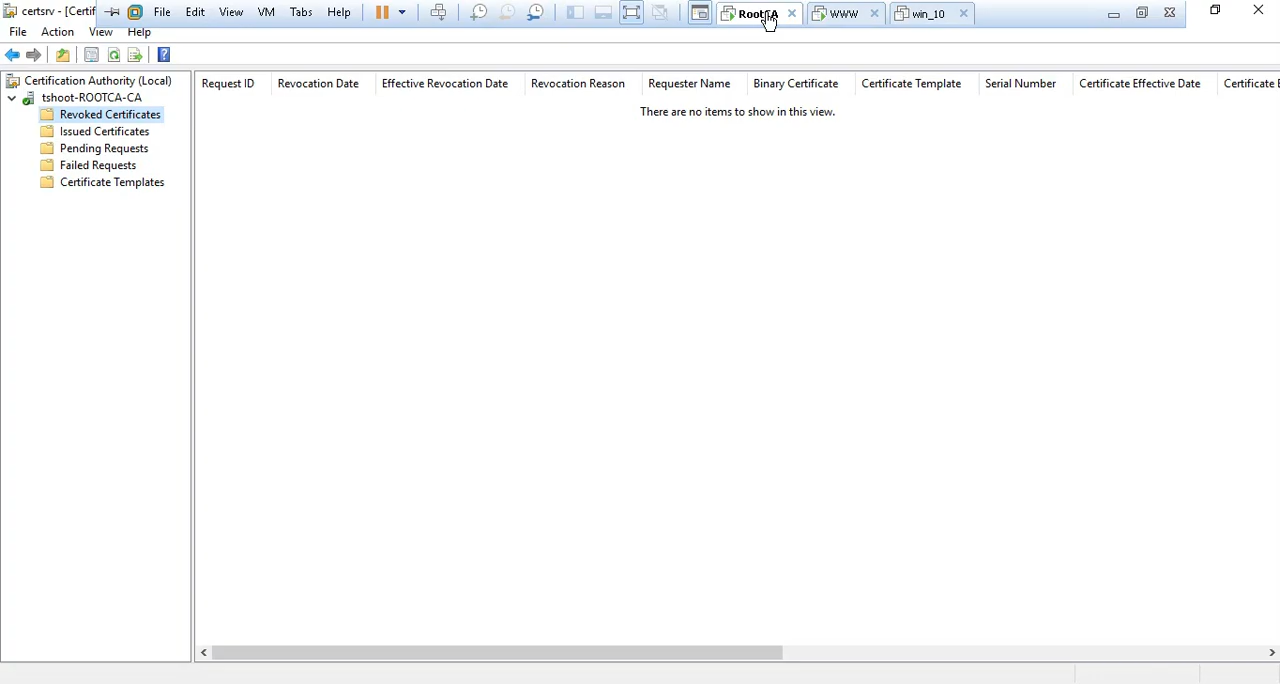 certsrv - [Certif
File Edit View VM Tabs Help
RootCA
WWW
win_10
File Action View Help
Certification Authority (Local)
tshoot-ROOTCA-CA
Revoked Certificates
Issued Certificates
Pending Requests
Failed Requests
Certificate Templates
Request ID Revocation Date Effective Revocation Date Revocation Reason Requester Name Binary Certificate Certificate Template Serial Number Certificate Effective Date Certificate E
There are no items to show in this view.